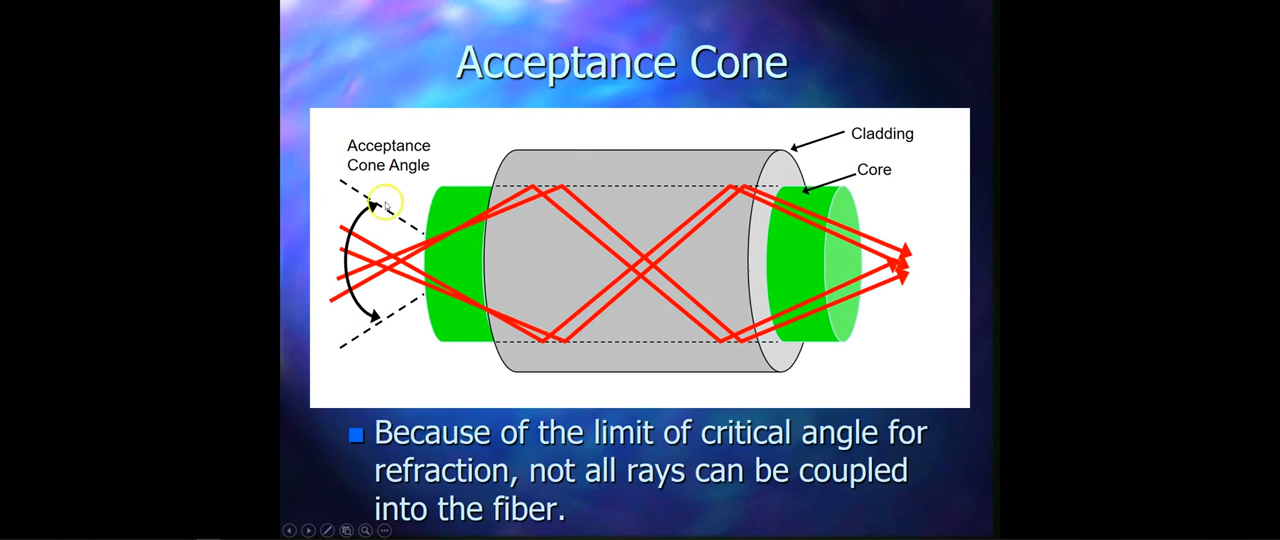 Acceptance Cone
Acceptance
Cone Angle
Cladding
Core
Because of the limit of critical angle for
refraction, not all rays can be coupled
into the fiber.